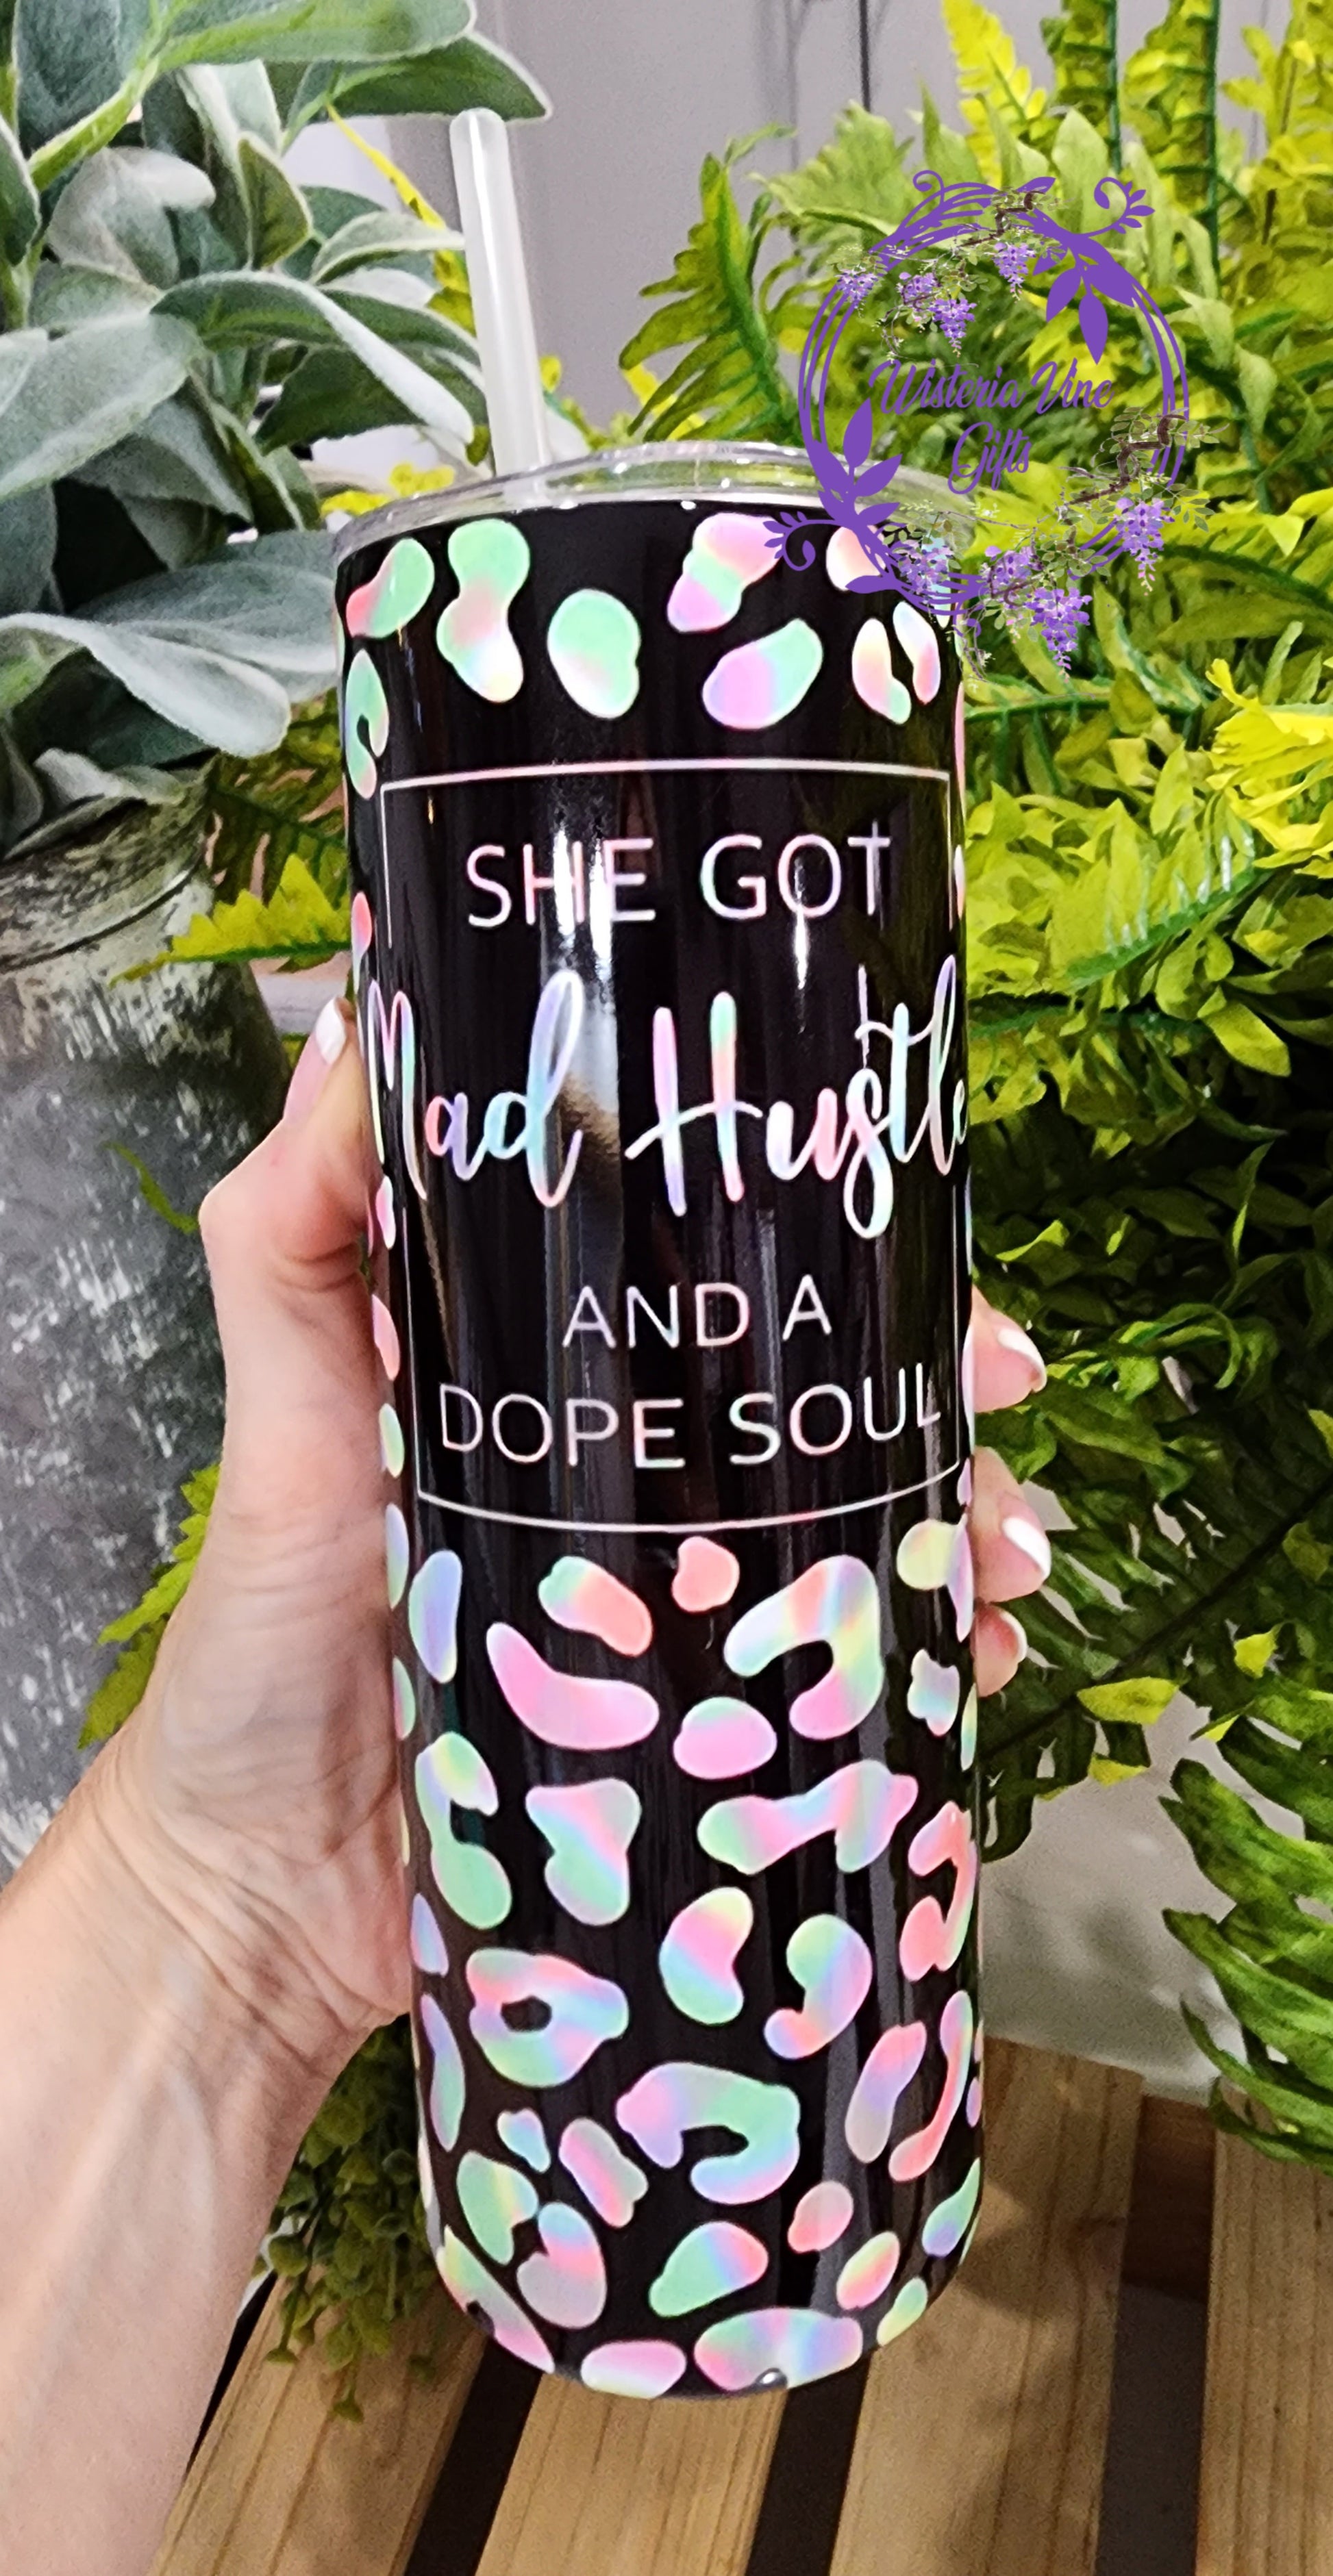 Wisteria Vine
Gifts
SHE GOT
Mad Hustle
AND A
DOPE SOUL